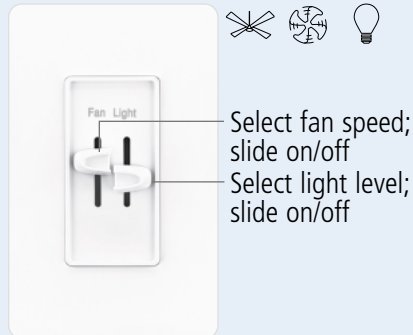 Fan Light
Select fan speed;
slide on/off
Select light level;
slide on/off